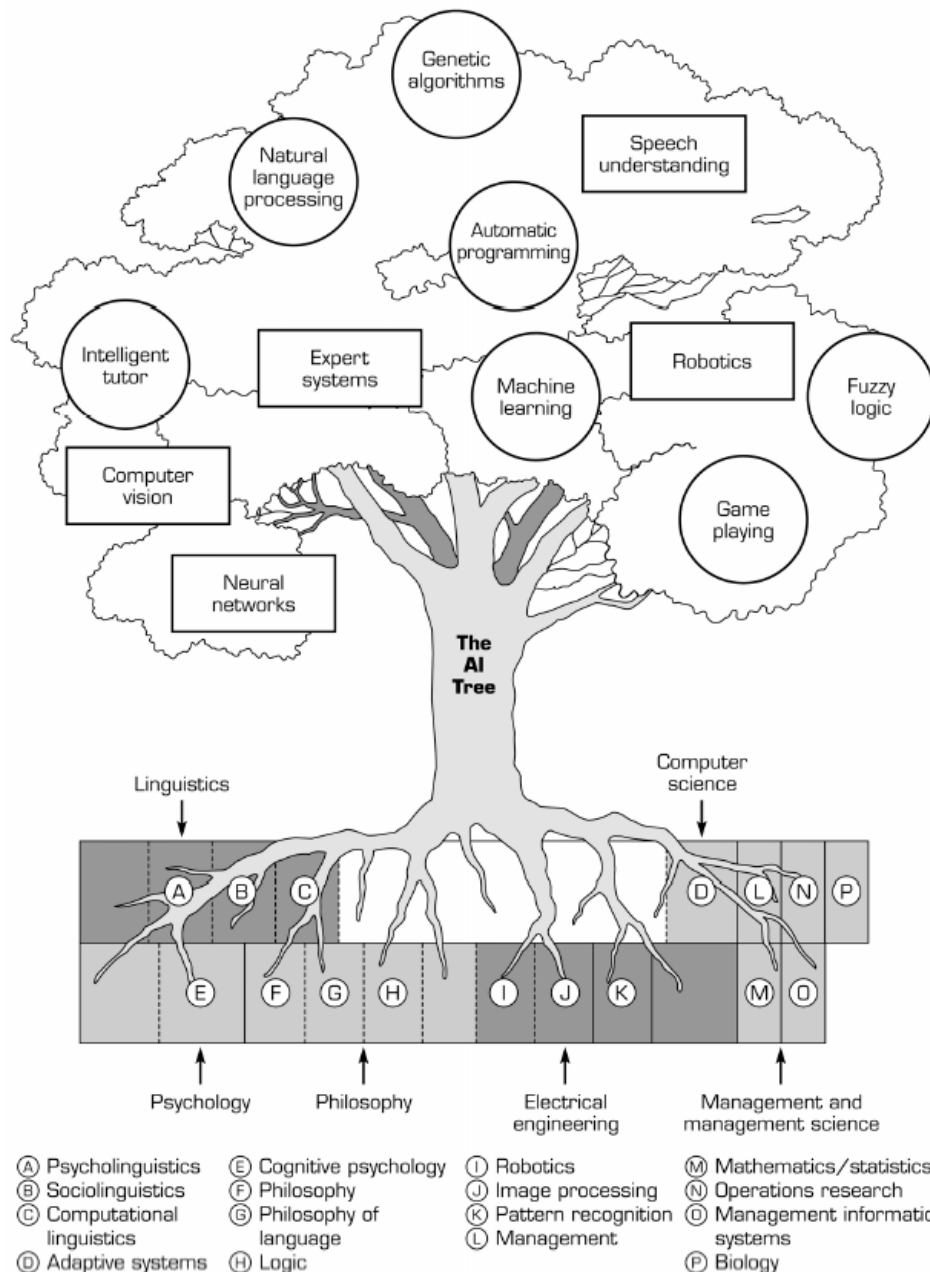 Genetic
algorithms
Speech
understanding
Natural
language
processing
Automatic
programming
Intelligent
tutor
Expert
systems
Machine
learning
Robotics
Fuzzy
logic
Computer
vision
Game
playing
Neural
networks
The
AI
Tree
Linguistics
Computer
science
A
B
C
D
L
N
P
E
F
G
H
I
J
K
M
O
Psychology
Philosophy
Electrical
engineering
Management and
management science
A Psycholinguistics
B Sociolinguistics
C Computational
linguistics
D Adaptive systems
E Cognitive psychology
F Philosophy
G Philosophy of
language
H Logic
I Robotics
J Image processing
K Pattern recognition
L Management
M Mathematics/statistics
N Operations research
O Management informatio
systems
P Biology